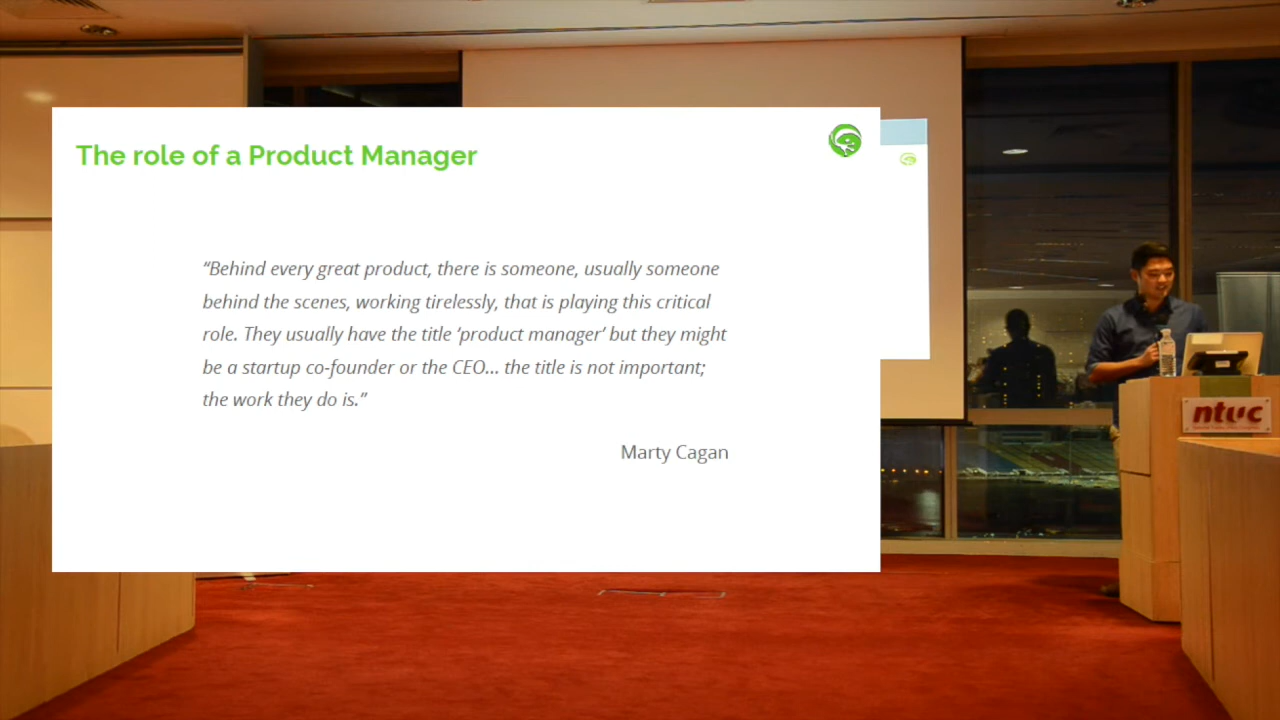 The role of a Product Manager
“Behind every great product, there is someone, usually someone
behind the scenes, working tirelessly, that is playing this critical
role. They usually have the title ‘product manager’ but they might
be a startup co-founder or the CEO... the title is not important;
the work they do is.”
Marty Cagan
ntuc